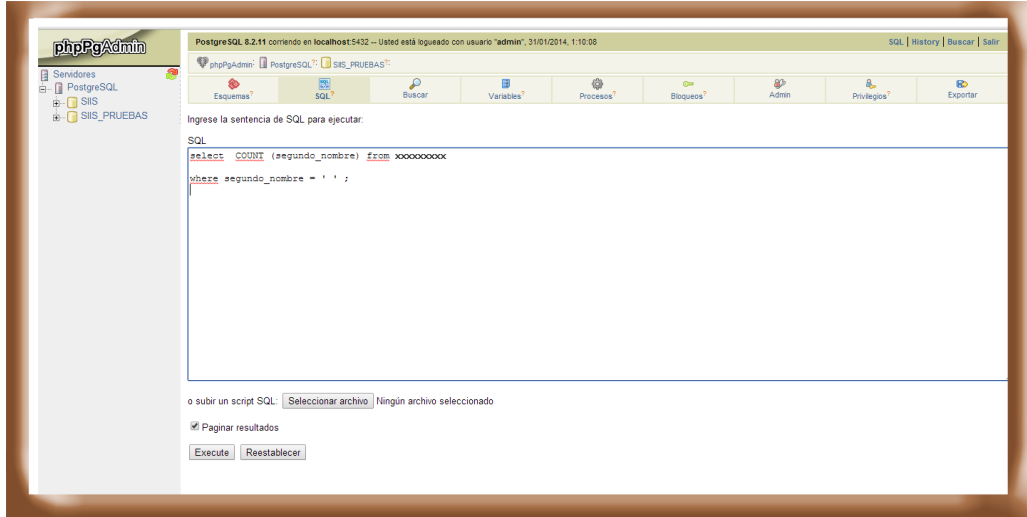 phpPgAdmin
PostgreSQL 8.2.11 corriendo en localhost:5432 -- Usted está logueado con usuario "admin", 31/01/2014, 1:10:08
SQL | History | Buscar | Salir
phpPgAdmin: PostgreSQL?: SIIS_PRUEBAS?:
Servidores
PostgreSQL
SIIS
SIIS_PRUEBAS
Esquemas? SQL? Buscar Variables? Procesos? Bloqueos? Admin Privilegios? Exportar
Ingrese la sentencia de SQL para ejecutar:
SQL
select COUNT (segundo_nombre) from xxxxxxxxx
where segundo_nombre = ' ' ;
o subir un script SQL: Seleccionar archivo Ningún archivo seleccionado
Paginar resultados
Execute Reestablecer